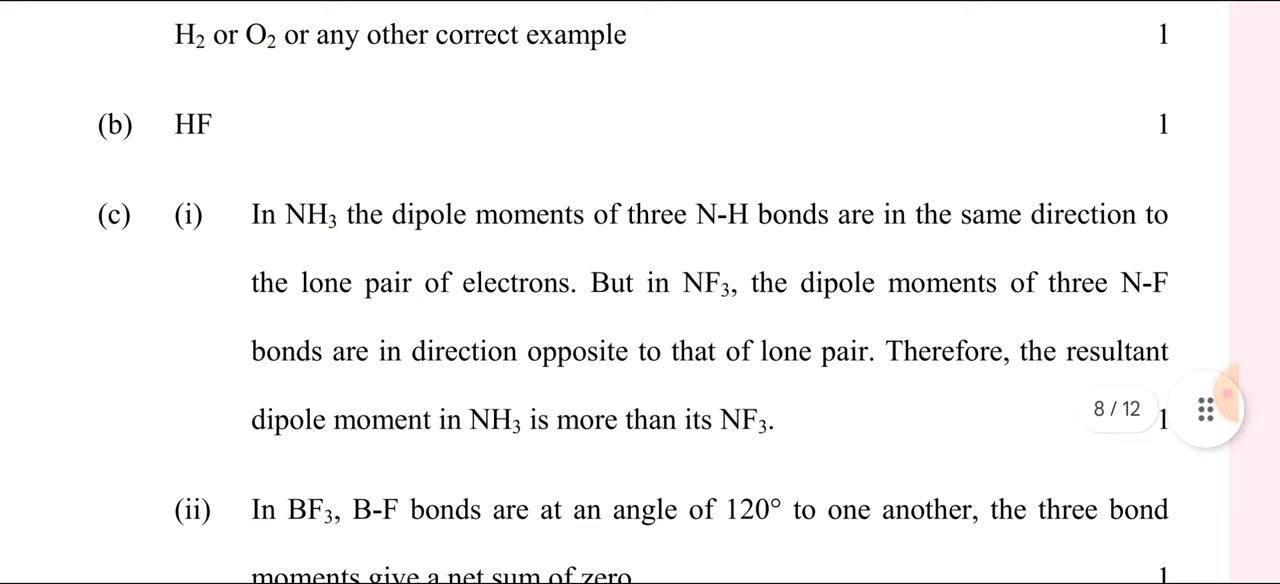 H₂ or O₂ or any other correct example 1
(b) HF 1
(c) (i) In NH₃ the dipole moments of three N-H bonds are in the same direction to
the lone pair of electrons. But in NF₃, the dipole moments of three N-F
bonds are in direction opposite to that of lone pair. Therefore, the resultant
dipole moment in NH₃ is more than its NF₃. 1
8 / 12
(ii) In BF₃, B-F bonds are at an angle of 120° to one another, the three bond
moments give a net sum of zero 1